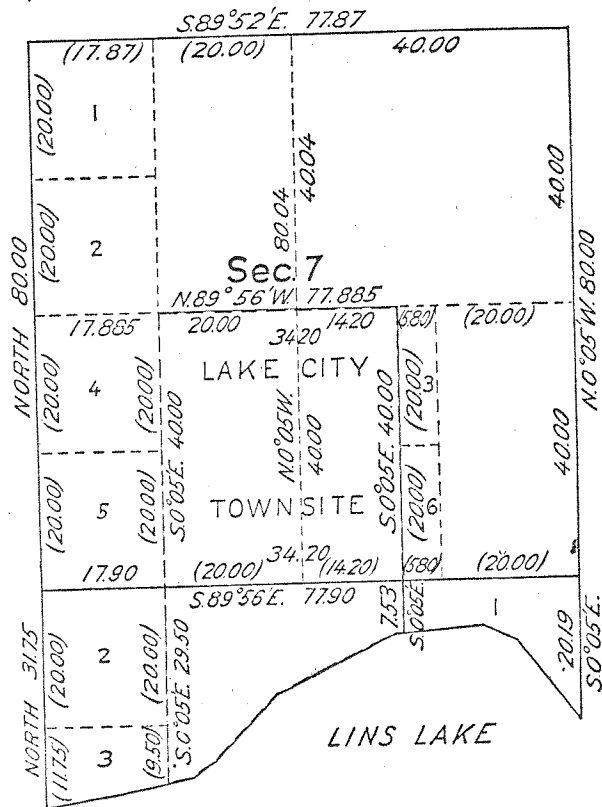 S.89°52'E. 77.87
(17.87) (20.00) 40.00
(20.00)
1
80.04
40.04
40.00
(20.00)
2
NORTH 80.00
N.0°05'W. 80.00
Sec. 7
N.89°56'W. 77.885
17.885 20.00 34.20 14.20 (5.80) (20.00)
LAKE CITY
(20.00)
4
(20.00)
S.0°05'E. 40.00
N.0°05'W. 40.00
S.0°05'E. 40.00
(20.00)
3
40.00
(20.00)
5
(20.00)
TOWNSITE
(20.00)
6
17.90 (20.00) 34.20 (14.20) (5.80) (20.00)
S.89°56'E. 77.90
NORTH 31.75
(20.00)
2
(20.00)
S.0°05'E. 29.50
7.53
S.0°05'E.
1
20.19
S.0°05'E.
(11.75)
3
(9.50)
LINS LAKE